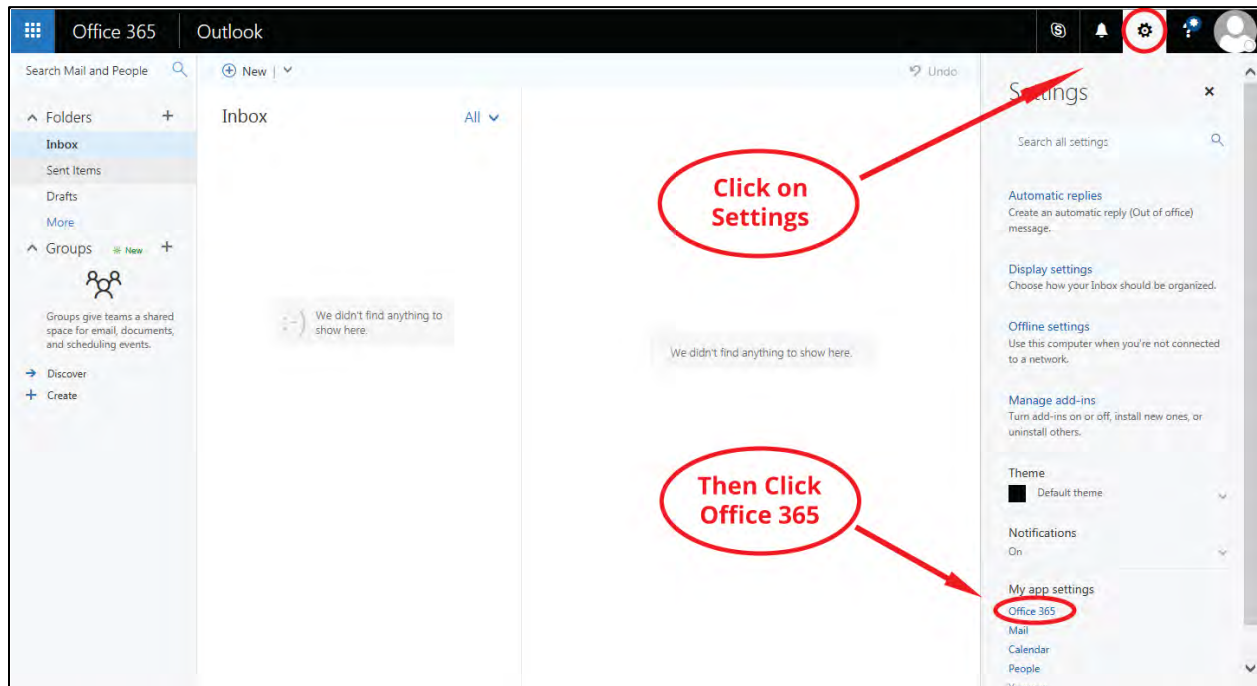 Office 365
Outlook
Search Mail and People
New
Undo
Folders
Inbox
Sent Items
Drafts
More
Groups
New
Groups give teams a shared
space for email, documents,
and scheduling events.
Discover
Create
Inbox
All
:-)
We didn't find anything to
show here.
We didn't find anything to show here.
Click on
Settings
Then Click
Office 365
Settings
Search all settings
Automatic replies
Create an automatic reply (Out of office)
message.
Display settings
Choose how your Inbox should be organized.
Offline settings
Use this computer when you're not connected
to a network.
Manage add-ins
Turn add-ins on or off, install new ones, or
uninstall others.
Theme
Default theme
Notifications
On
My app settings
Office 365
Mail
Calendar
People